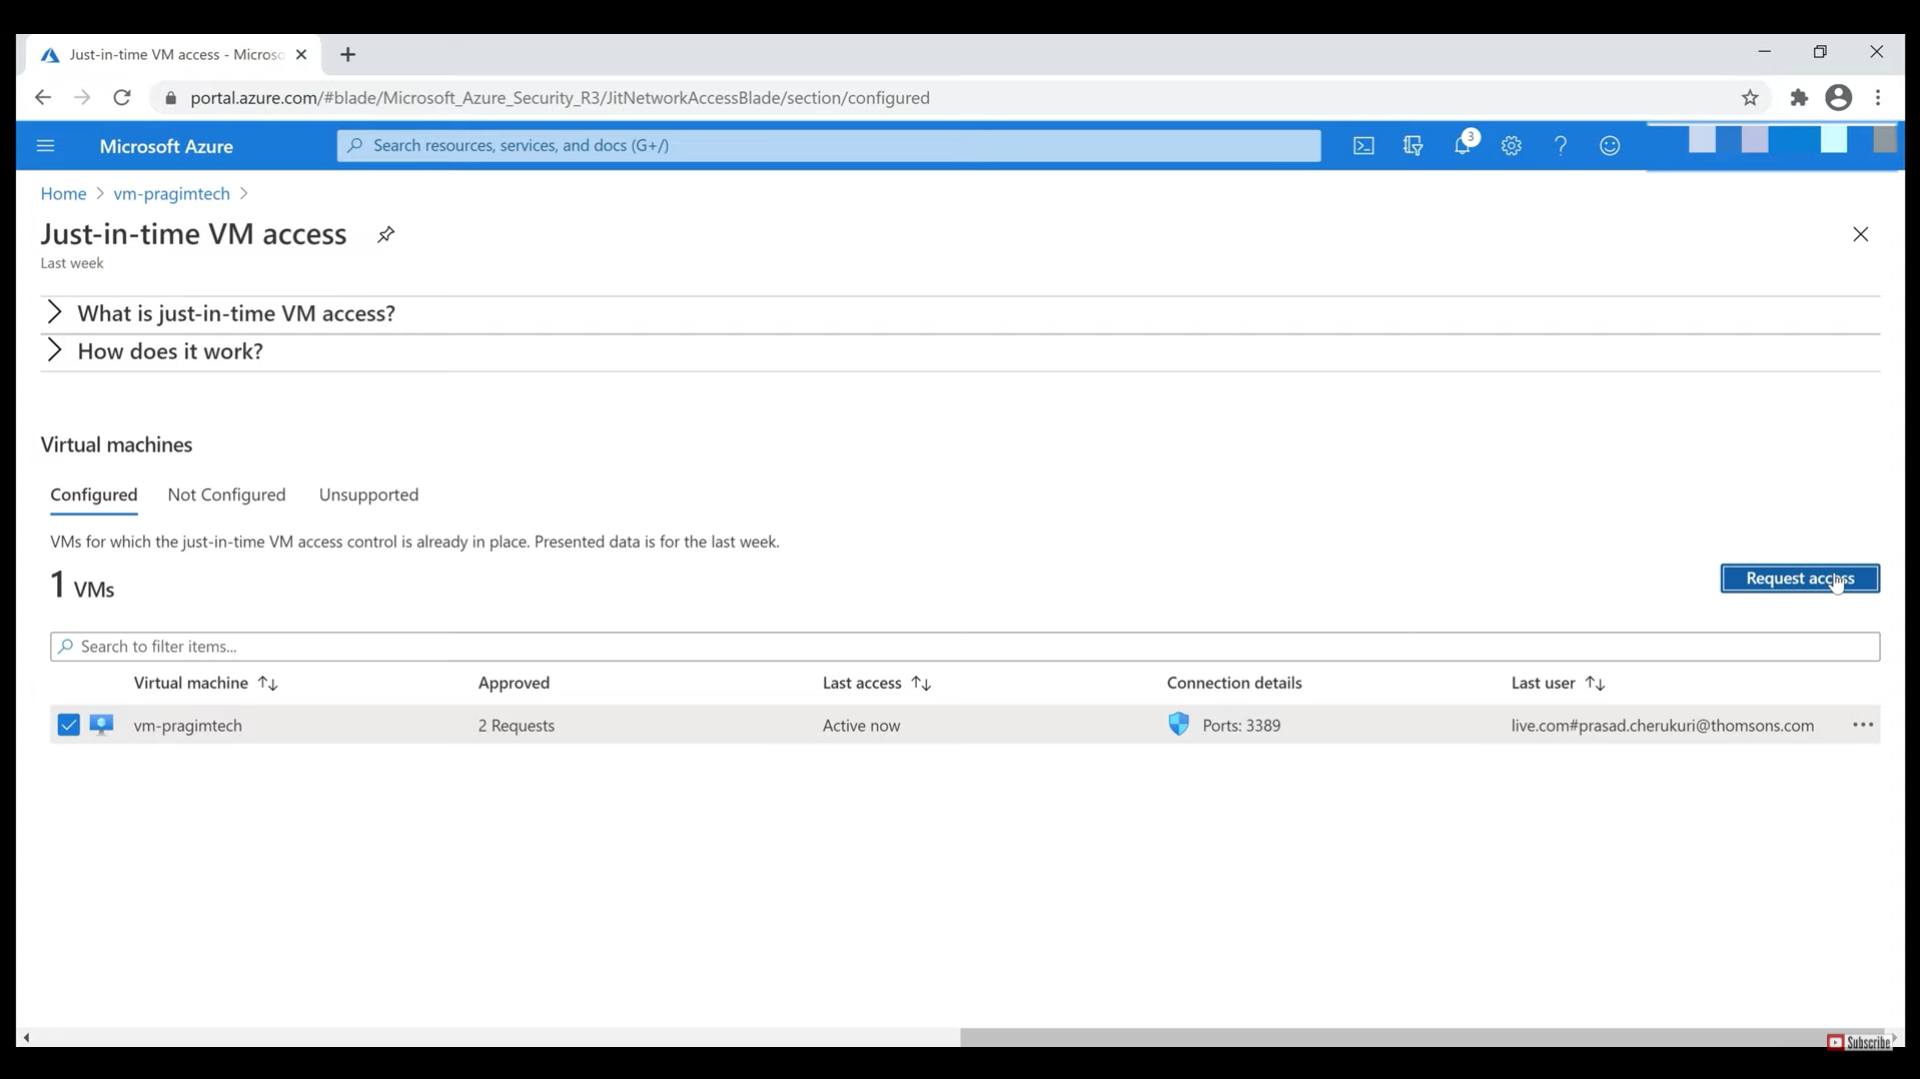 Just-in-time VM access - Microso
portal.azure.com/#blade/Microsoft_Azure_Security_R3/JitNetworkAccessBlade/section/configured
Microsoft Azure
Search resources, services, and docs (G+/)
3
Home > vm-pragimtech >
Just-in-time VM access
Last week
What is just-in-time VM access?
How does it work?
Virtual machines
Configured Not Configured Unsupported
VMs for which the just-in-time VM access control is already in place. Presented data is for the last week.
1 VMs
Request access
Search to filter items...
Virtual machine Approved Last access Connection details Last user
vm-pragimtech 2 Requests Active now Ports: 3389 live.com#prasad.cherukuri@thomsons.com
Subscribe